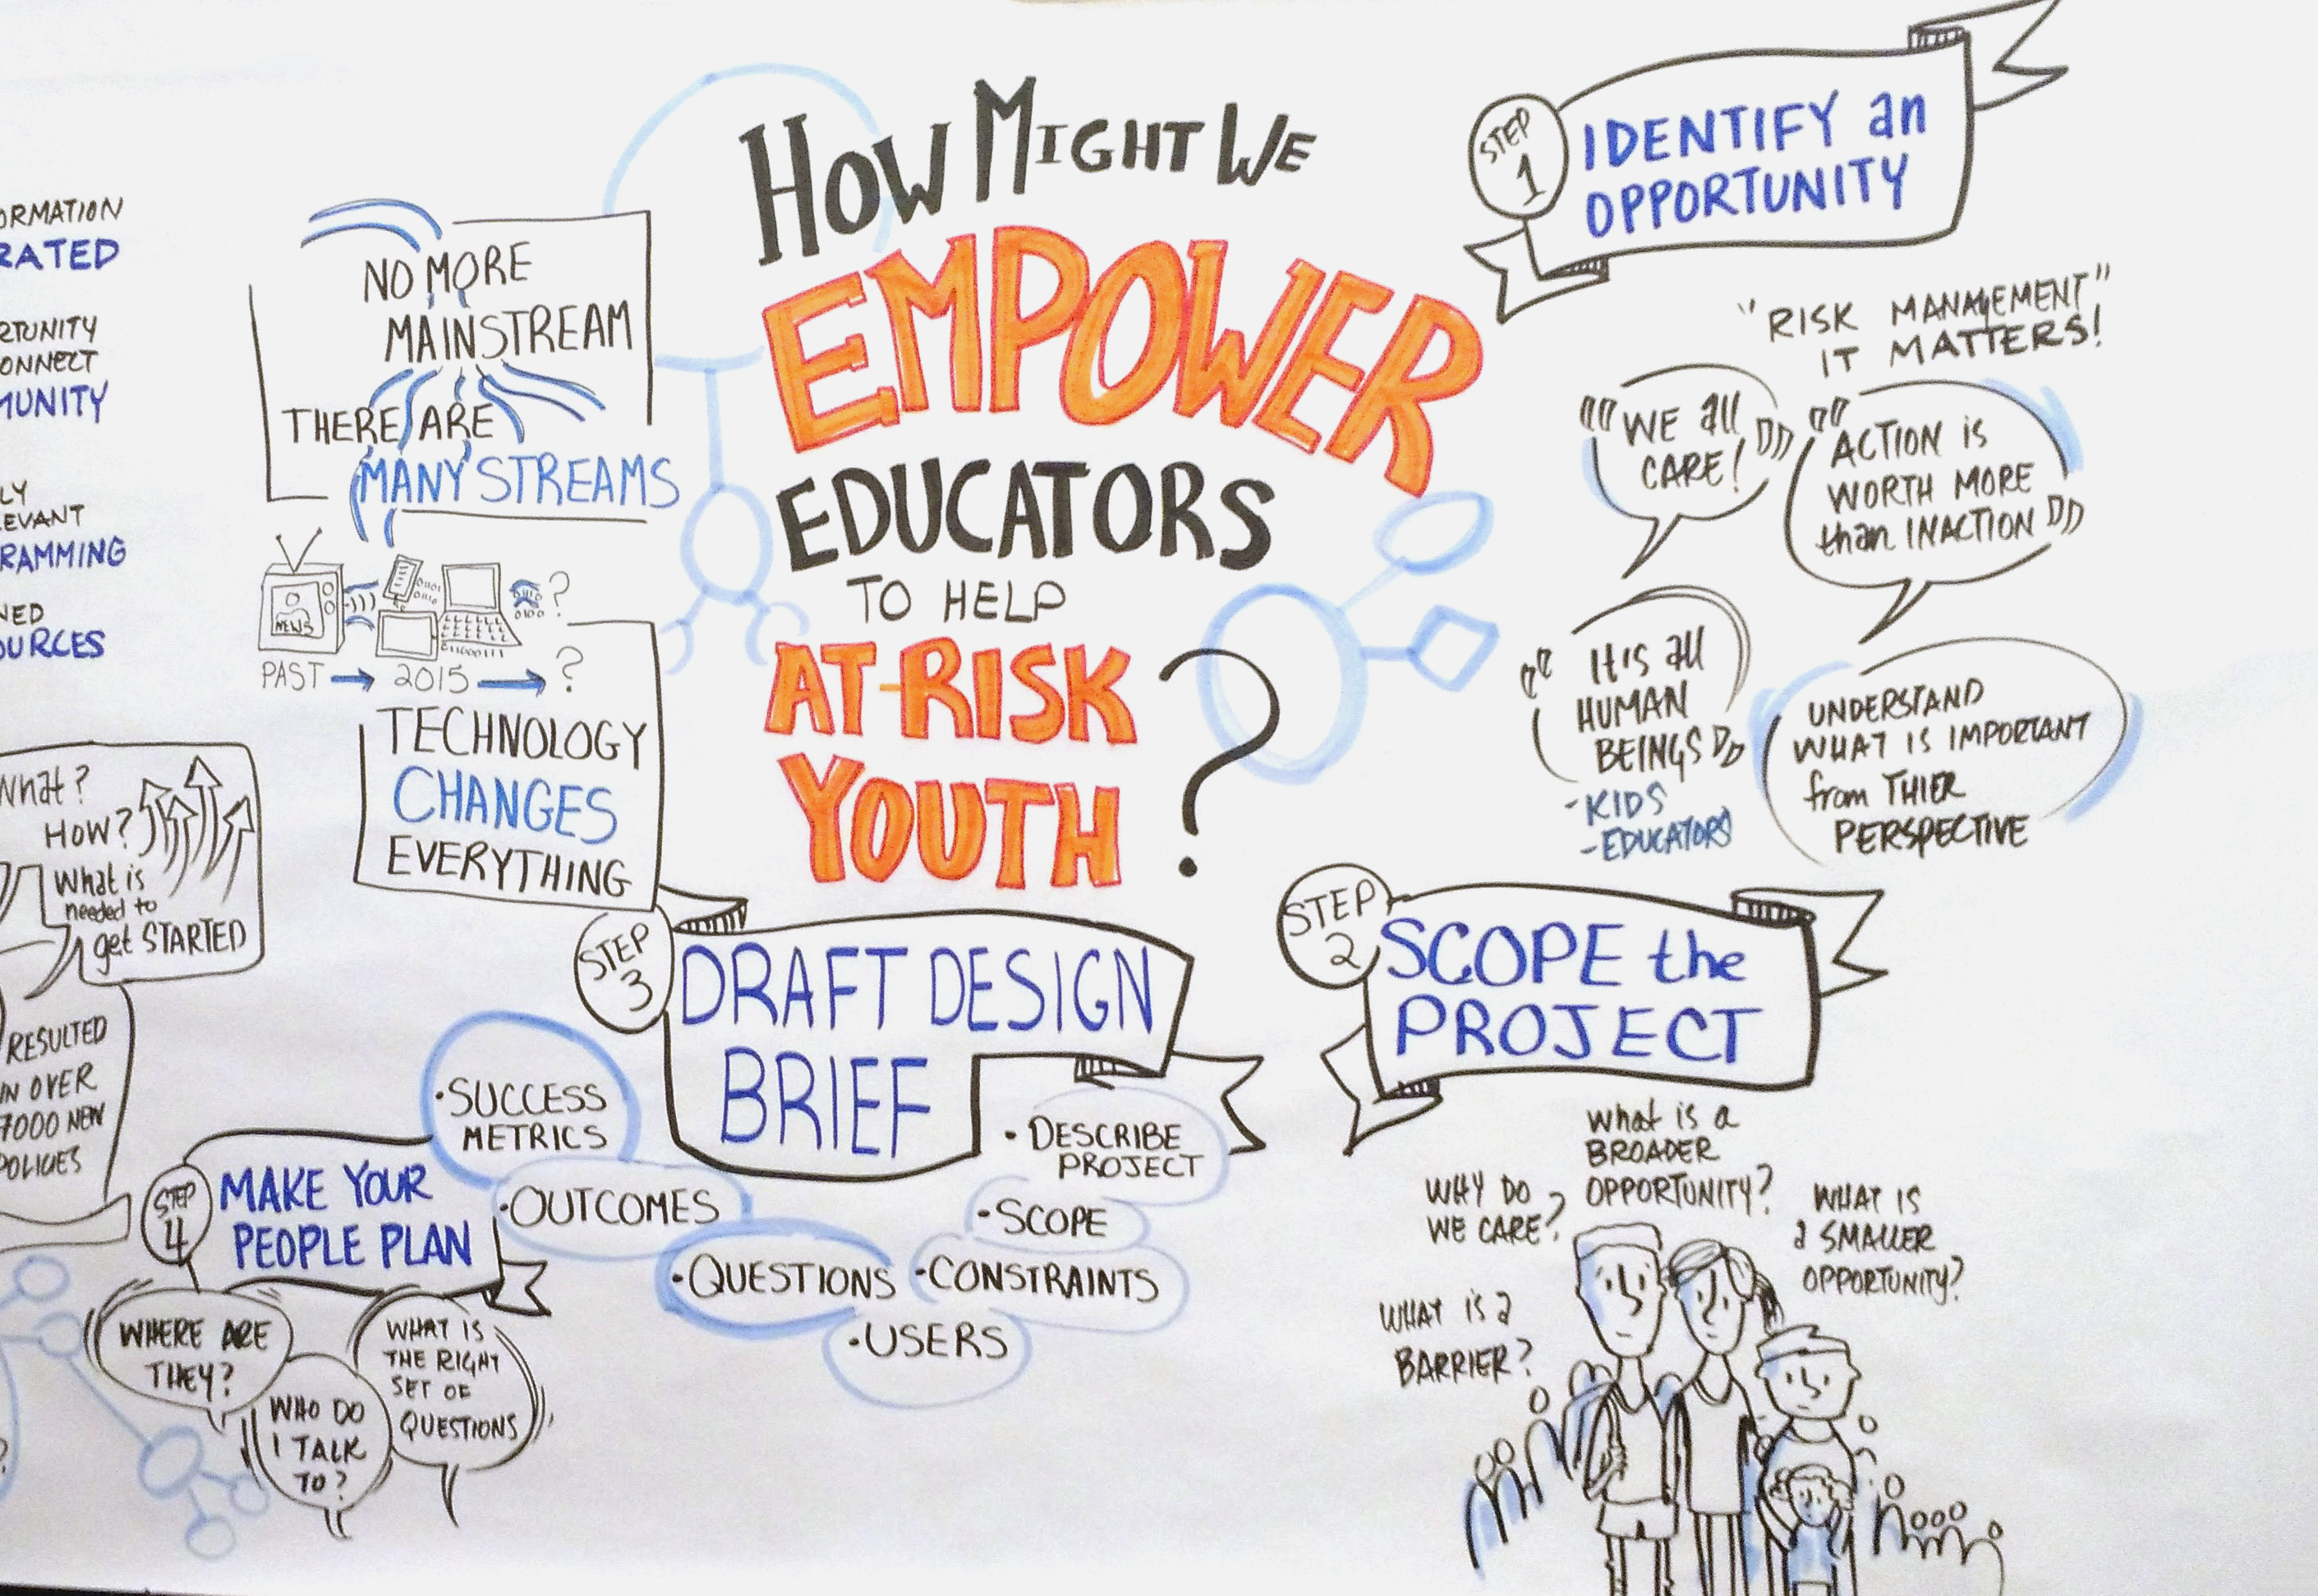 HOW MIGHT WE
EMPOWER
EDUCATORS
TO HELP
AT-RISK
YOUTH?
STEP
1
IDENTIFY an
OPPORTUNITY
"RISK MANAGEMENT"
IT MATTERS!
"WE all
CARE!"
"ACTION is
WORTH MORE
than INACTION"
"It is all
HUMAN
BEINGS"
-KIDS
-EDUCATORS
UNDERSTAND
WHAT IS IMPORTANT
from THIER
PERSPECTIVE
STEP
2
SCOPE the
PROJECT
What is a
BROADER
OPPORTUNITY?
WHY DO
WE CARE?
WHAT IS
a SMALLER
OPPORTUNITY?
WHAT IS a
BARRIER?
STEP
3
DRAFT DESIGN
BRIEF
• DESCRIBE
PROJECT
• SCOPE
• CONSTRAINTS
• USERS
• QUESTIONS
• OUTCOMES
• SUCCESS
METRICS
STEP
4
MAKE YOUR
PEOPLE PLAN
WHERE ARE
THEY?
WHO DO
I TALK
TO?
WHAT IS
THE RIGHT
SET OF
QUESTIONS
NO MORE
MAINSTREAM
THERE ARE
MANY STREAMS
NEWS
?
PAST → 2015 → ?
TECHNOLOGY
CHANGES
EVERYTHING
ORMATION
RATED
RTUNITY
ONNECT
MUNITY
LY
LEVANT
RAMMING
NED
OURCES
What?
HOW?
What is
needed to
get STARTED
RESULTED
IN OVER
7000 NEW
POLICIES